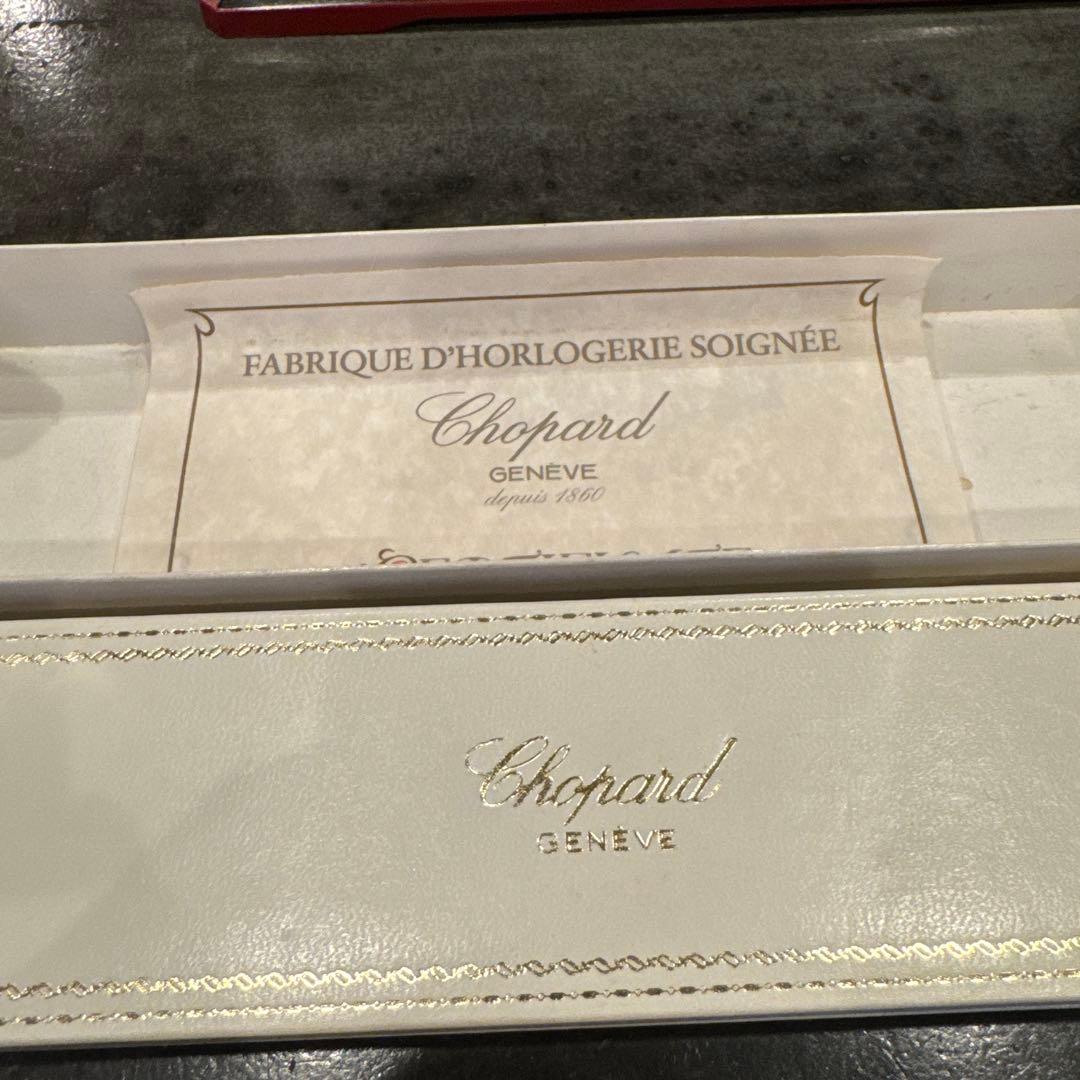 FABRIQUE D'HORLOGERIE SOIGNÉE
Chopard
GENÈVE
depuis 1860
Chopard
GENÈVE